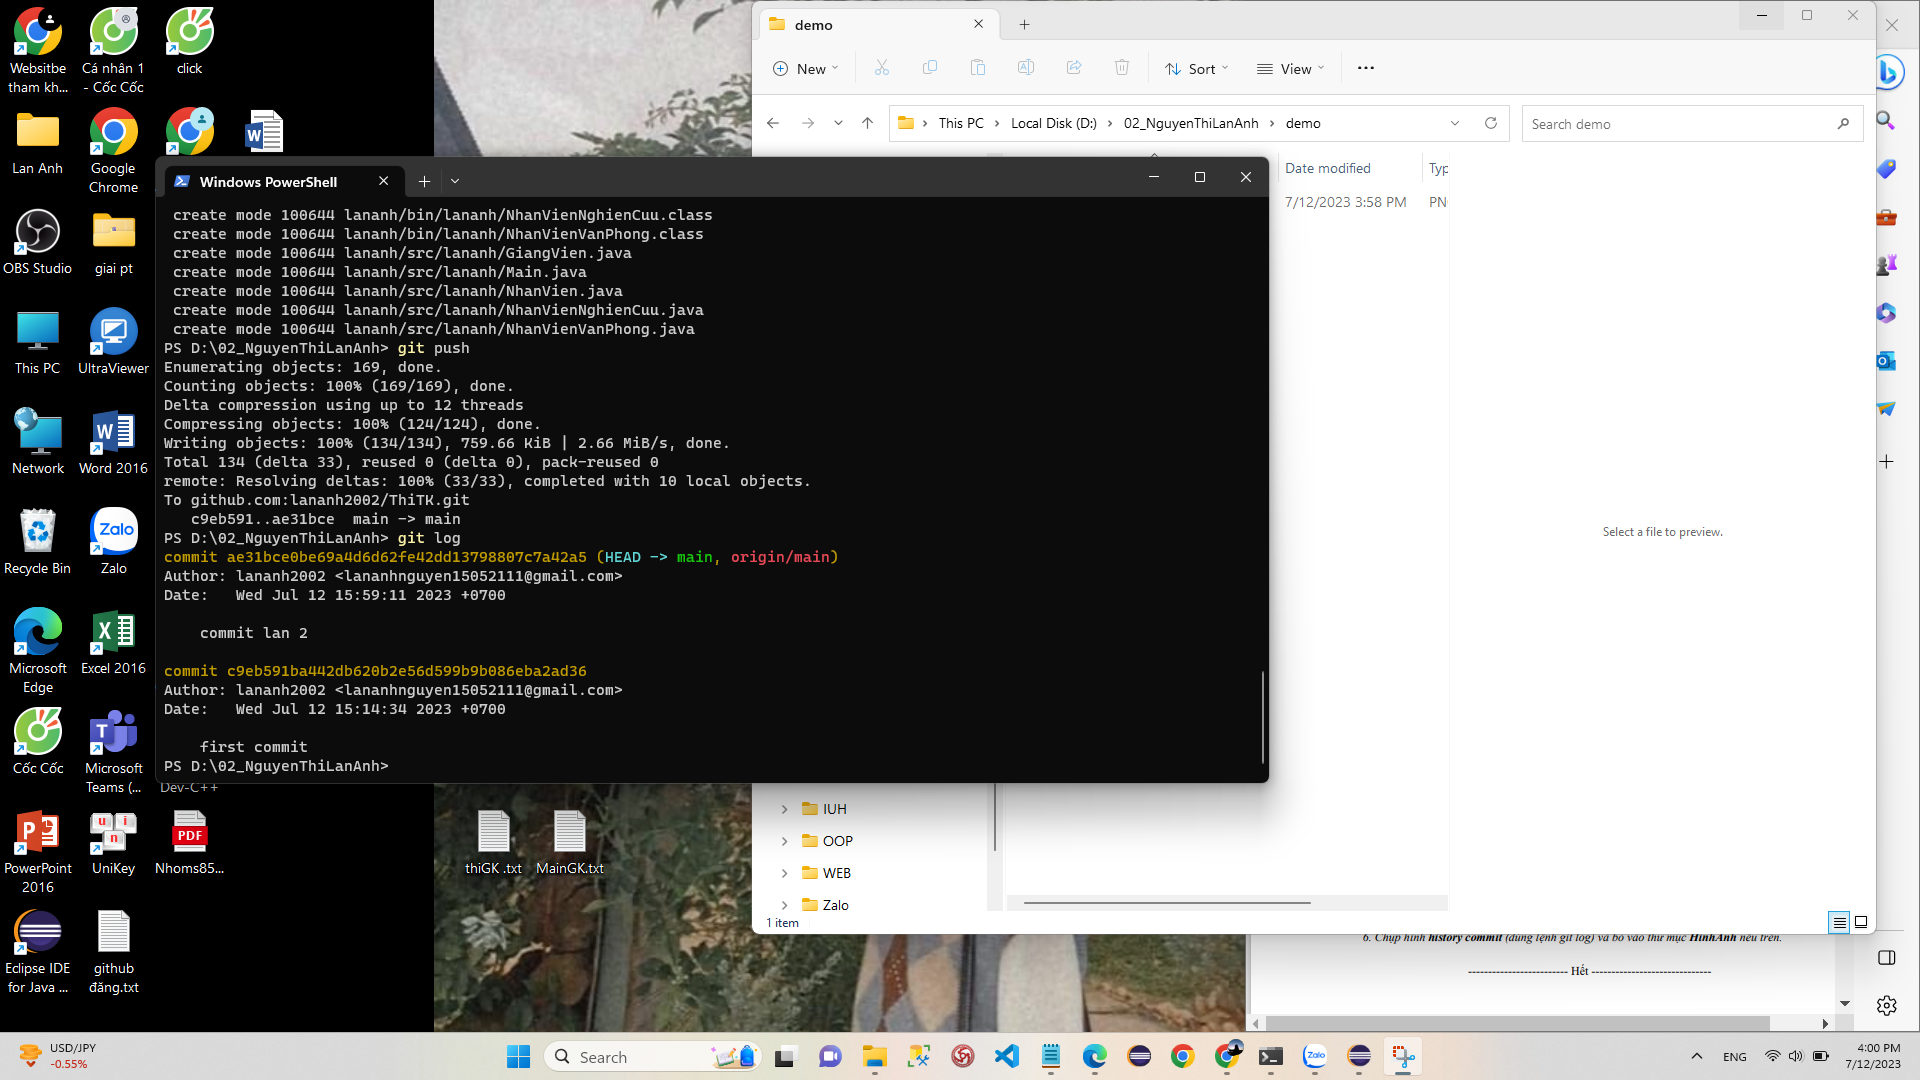 Websitbe
tham kh...
Cá nhân 1
- Cốc Cốc
click
Lan Anh
Google
Chrome
OBS Studio
giai pt
This PC
UltraViewer
Network
Word 2016
Recycle Bin
Zalo
Zalo
Microsoft
Edge
Excel 2016
Cốc Cốc
Microsoft
Teams (...
Dev-C++
PowerPoint
2016
UniKey
PDF
Nhoms85...
Eclipse IDE
for Java ...
github
đăng.txt
thiGK .txt
MainGK.txt
demo
New
Sort
View
This PC
Local Disk (D:)
02_NguyenThiLanAnh
demo
Search demo
Date modified
Typ
7/12/2023 3:58 PM
Select a file to preview.
IUH
OOP
WEB
Zalo
1 item
Windows PowerShell
create mode 100644 lananh/bin/lananh/NhanVienNghienCuu.class
create mode 100644 lananh/bin/lananh/NhanVienVanPhong.class
create mode 100644 lananh/src/lananh/GiangVien.java
create mode 100644 lananh/src/lananh/Main.java
create mode 100644 lananh/src/lananh/NhanVien.java
create mode 100644 lananh/src/lananh/NhanVienNghienCuu.java
create mode 100644 lananh/src/lananh/NhanVienVanPhong.java
PS D:\02_NguyenThiLanAnh> git push
Enumerating objects: 169, done.
Counting objects: 100% (169/169), done.
Delta compression using up to 12 threads
Compressing objects: 100% (124/124), done.
Writing objects: 100% (134/134), 759.66 KiB | 2.66 MiB/s, done.
Total 134 (delta 33), reused 0 (delta 0), pack-reused 0
remote: Resolving deltas: 100% (33/33), completed with 10 local objects.
To github.com:lananh2002/ThiTK.git
c9eb591..ae31bce main -> main
PS D:\02_NguyenThiLanAnh> git log
commit ae31bce0be69a4d6d62fe42dd13798807c7a42a5 (HEAD -> main, origin/main)
Author: lananh2002 <lananhnguyen15052111@gmail.com>
Date: Wed Jul 12 15:59:11 2023 +0700
commit lan 2
commit c9eb591ba442db620b2e56d599b9b086eba2ad36
Author: lananh2002 <lananhnguyen15052111@gmail.com>
Date: Wed Jul 12 15:14:34 2023 +0700
first commit
PS D:\02_NguyenThiLanAnh>
6. Chụp hình history commit (dùng lệnh git log) và bỏ vào thư mục HinhAnh nêu trên.
------------------------- Hết ------------------------------
USD/JPY
-0.55%
Search
Zalo
ENG
4:00 PM
7/12/2023